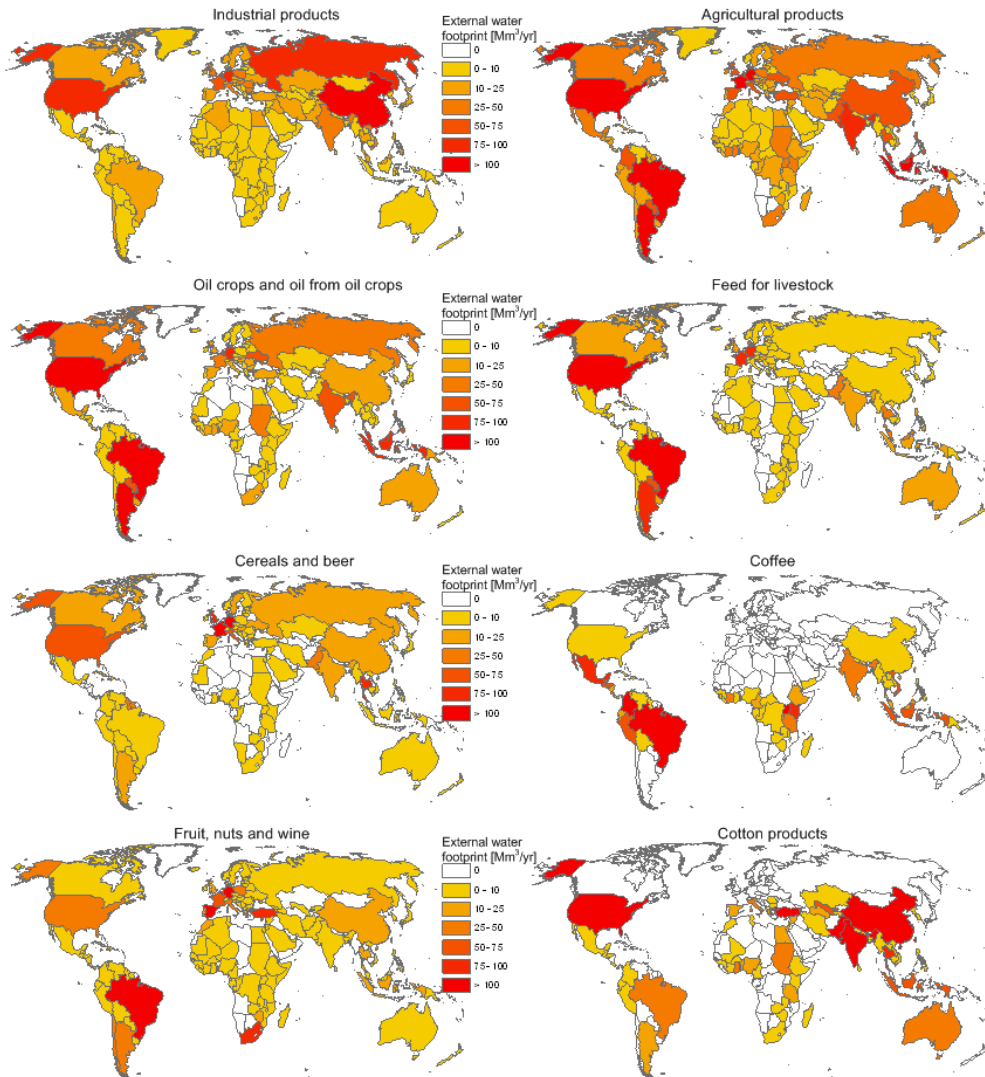 Industrial products
External water
footprint [Mm³/yr]
0
0 - 10
10 - 25
25 - 50
50 - 75
75 - 100
> 100
Agricultural products
Oil crops and oil from oil crops
External water
footprint [Mm³/yr]
0
0 - 10
10 - 25
25 - 50
50 - 75
75 - 100
> 100
Feed for livestock
Cereals and beer
External water
footprint [Mm³/yr]
0
0 - 10
10 - 25
25 - 50
50 - 75
75 - 100
> 100
Coffee
Fruit, nuts and wine
External water
footprint [Mm³/yr]
0
0 - 10
10 - 25
25 - 50
50 - 75
75 - 100
> 100
Cotton products